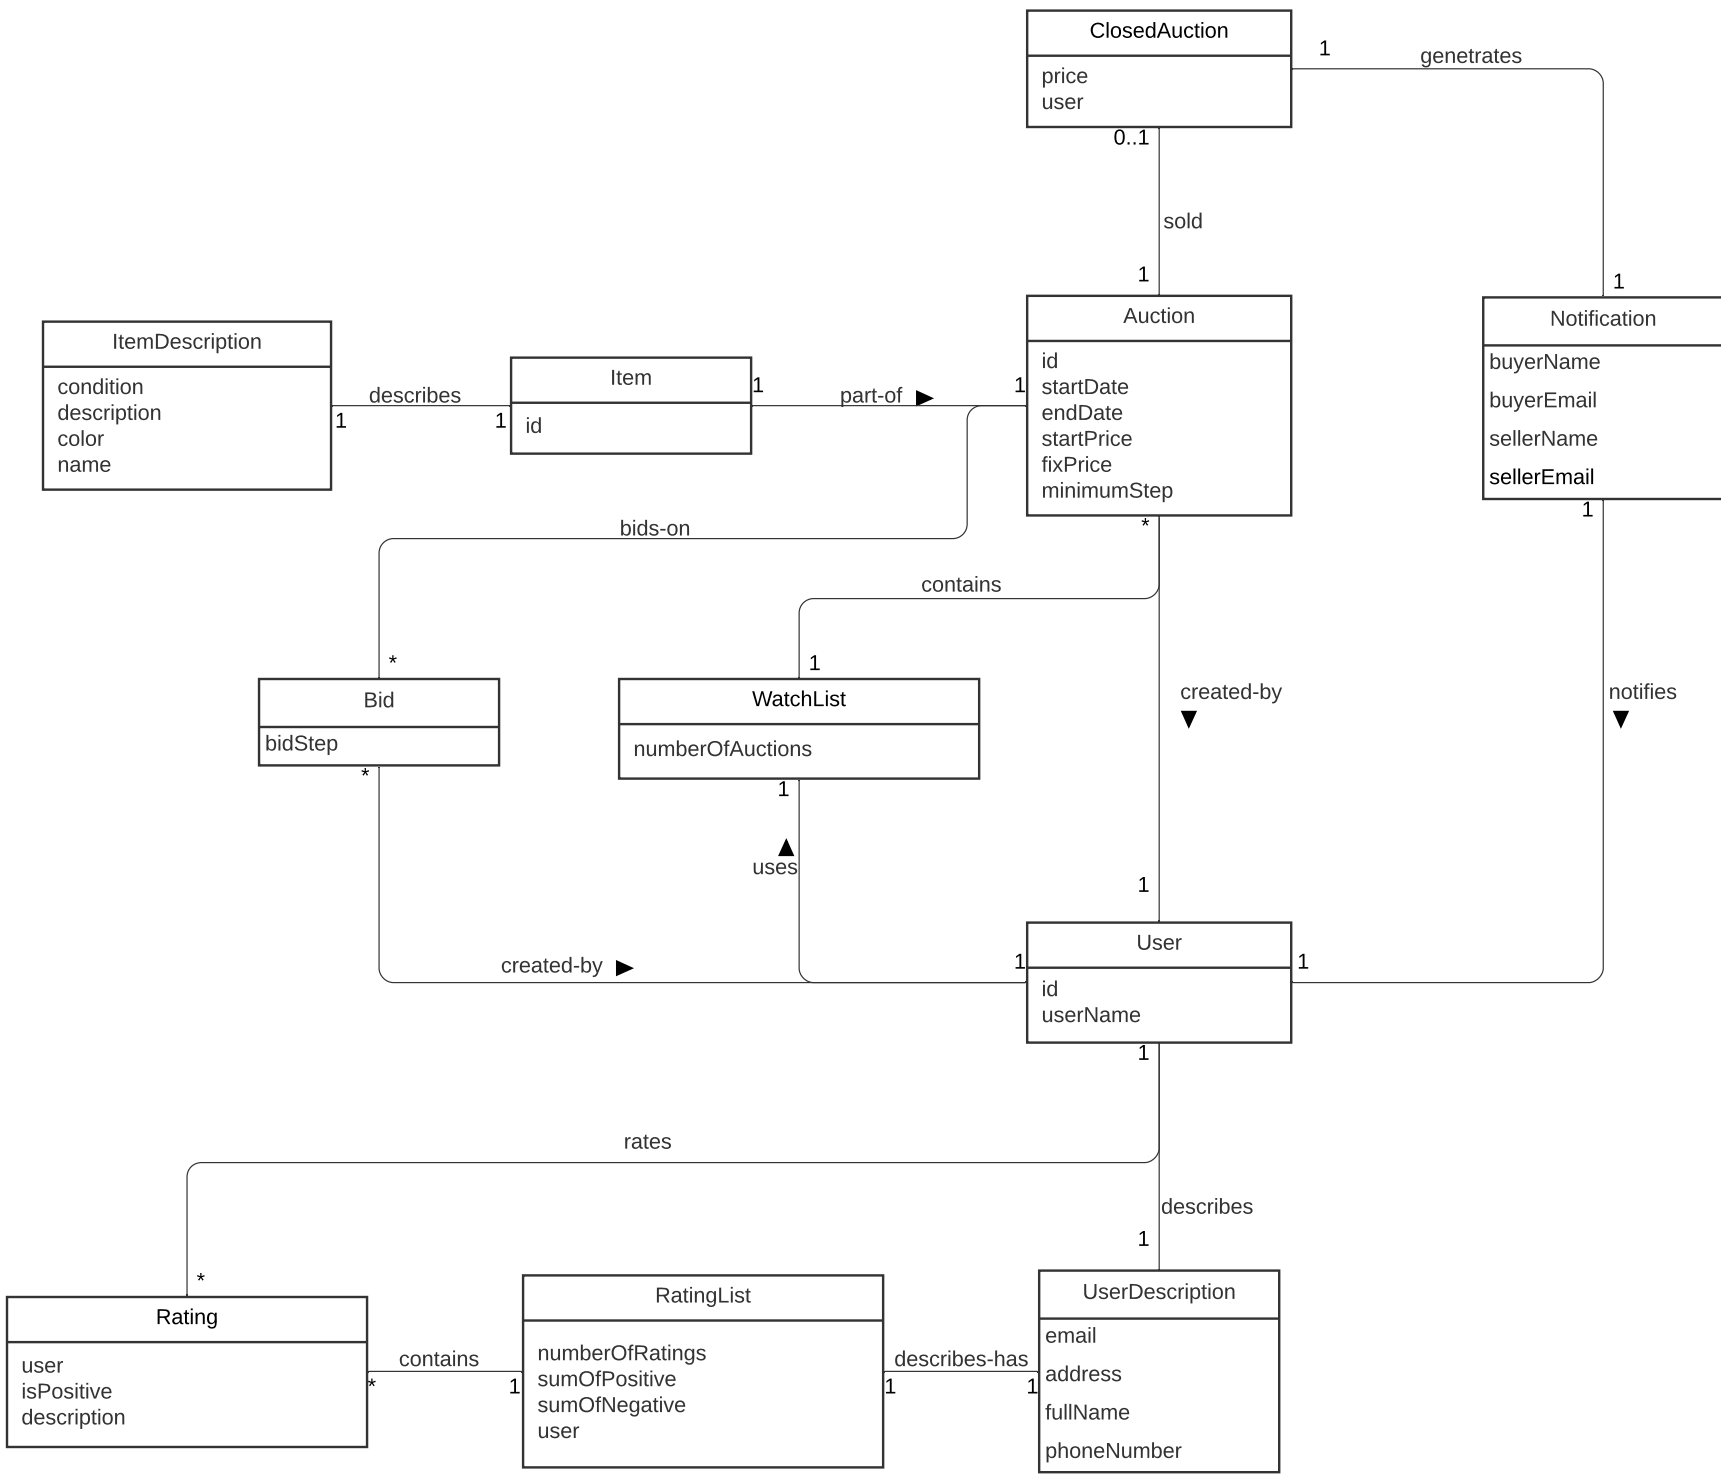 ClosedAuction
price
user
1
genetrates
0..1
sold
1
1
Auction
id
startDate
endDate
startPrice
fixPrice
minimumStep
Notification
buyerName
buyerEmail
sellerName
sellerEmail
ItemDescription
condition
description
color
name
describes
1
1
Item
id
1
part-of ▶
1
*
1
bids-on
contains
*
1
Bid
bidStep
*
WatchList
numberOfAuctions
1
created-by
▼
notifies
▼
▲
uses
1
created-by ▶
1
User
id
userName
1
1
rates
describes
1
*
Rating
user
isPositive
description
contains
*
1
RatingList
numberOfRatings
sumOfPositive
sumOfNegative
user
describes-has
1
1
UserDescription
email
address
fullName
phoneNumber